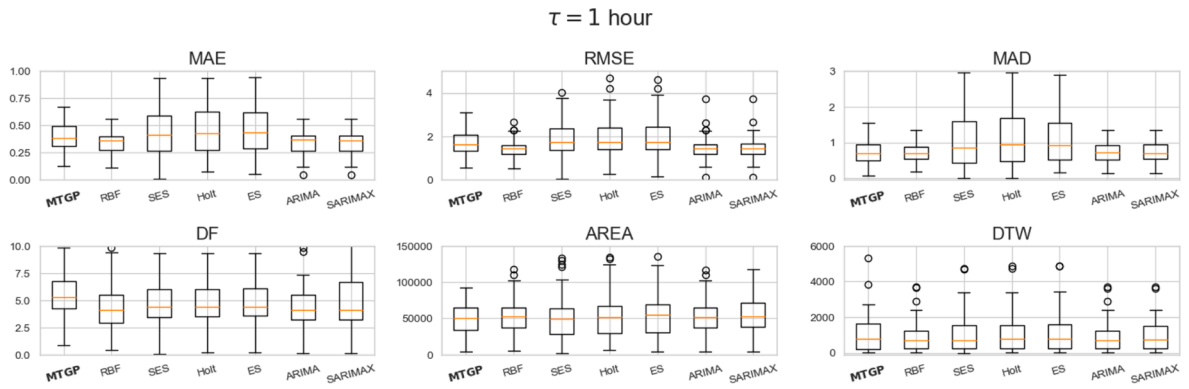 τ = 1 hour
MAE
RMSE
MAD
1.00
0.75
0.50
0.25
0.00
4
2
0
3
2
1
0
MTGP RBF SES Holt ES ARIMA SARIMAX
MTGP RBF SES Holt ES ARIMA SARIMAX
MTGP RBF SES Holt ES ARIMA SARIMAX
DF
AREA
DTW
10.0
7.5
5.0
2.5
0.0
150000
100000
50000
0
6000
4000
2000
0
MTGP RBF SES Holt ES ARIMA SARIMAX
MTGP RBF SES Holt ES ARIMA SARIMAX
MTGP RBF SES Holt ES ARIMA SARIMAX